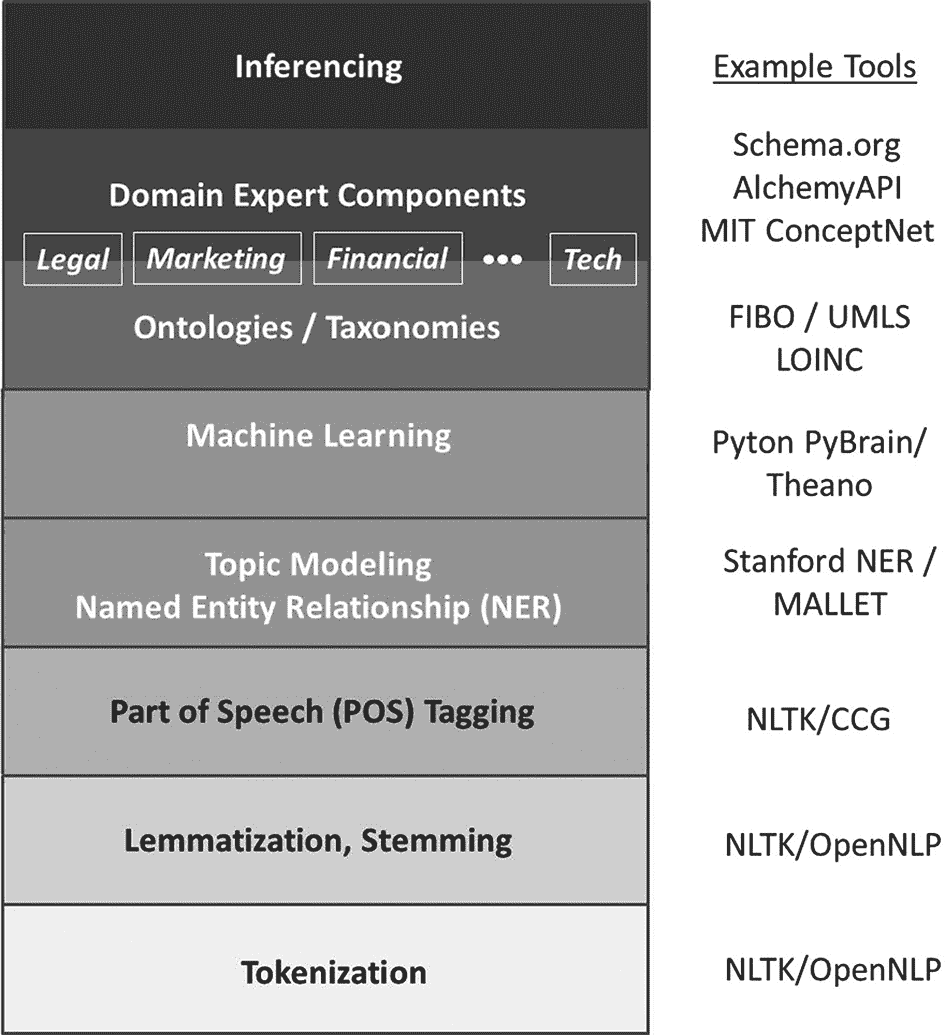 Inferencing
Example Tools
Domain Expert Components
Schema.org
AlchemyAPI
MIT ConceptNet
Legal Marketing Financial ••• Tech
Ontologies / Taxonomies
FIBO / UMLS
LOINC
Machine Learning
Pyton PyBrain/
Theano
Topic Modeling
Named Entity Relationship (NER)
Stanford NER /
MALLET
Part of Speech (POS) Tagging
NLTK/CCG
Lemmatization, Stemming
NLTK/OpenNLP
Tokenization
NLTK/OpenNLP